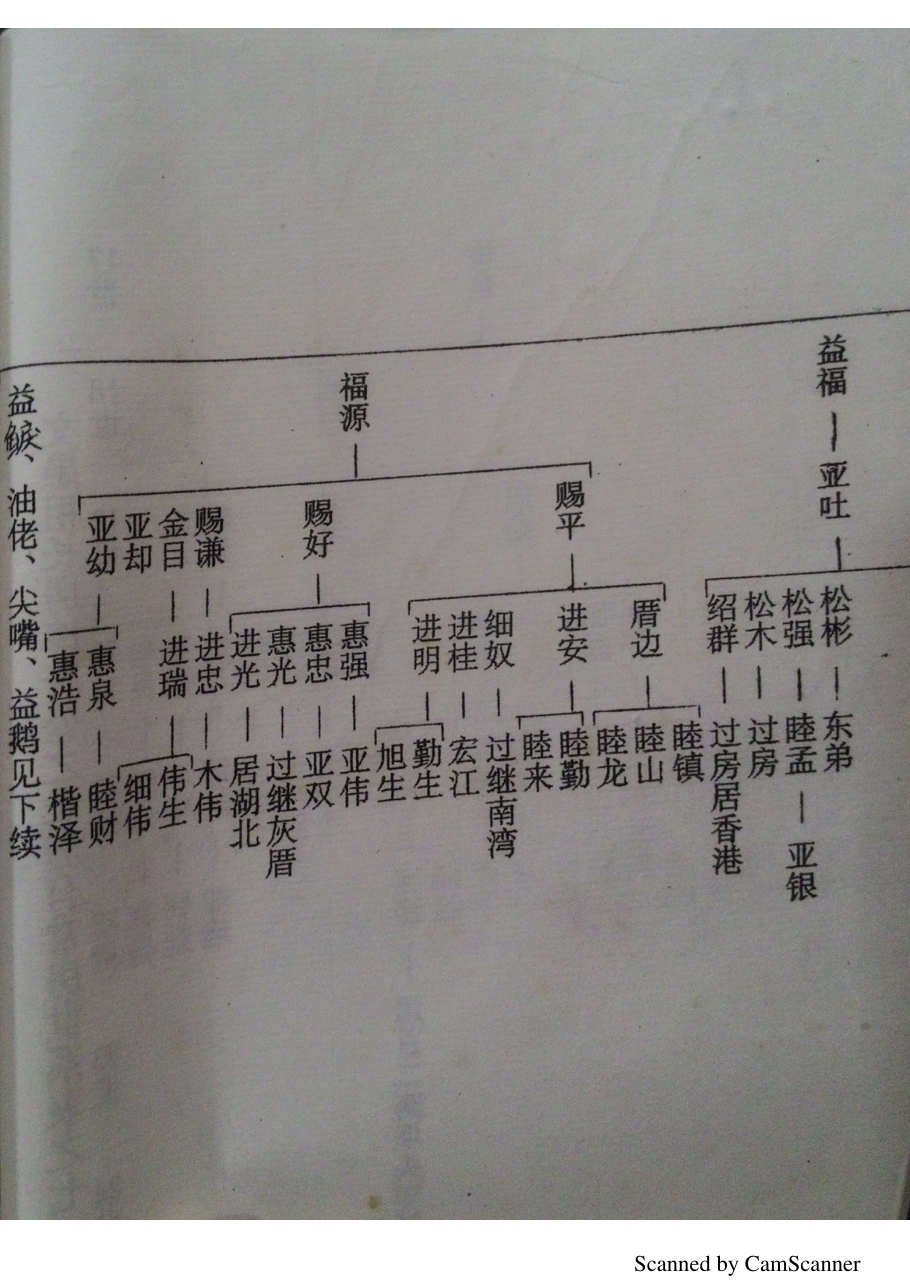 益福
亚吐
松彬
松强
松木
绍群
东弟
睦孟
亚银
过房
过房居香港
福源
赐平
赐好
赐谦
金目
亚却
亚幼
厝边
进安
细奴
进桂
进明
惠强
惠忠
惠光
进光
进忠
进瑞
惠泉
惠浩
睦镇
睦山
睦龙
睦勤
睦来
过继南湾
宏江
勤生
旭生
亚伟
亚双
过继灰厝
居湖北
木伟
伟生
细伟
睦财
楷泽
益、油佬、尖嘴、益鹅见下续
Scanned by CamScanner